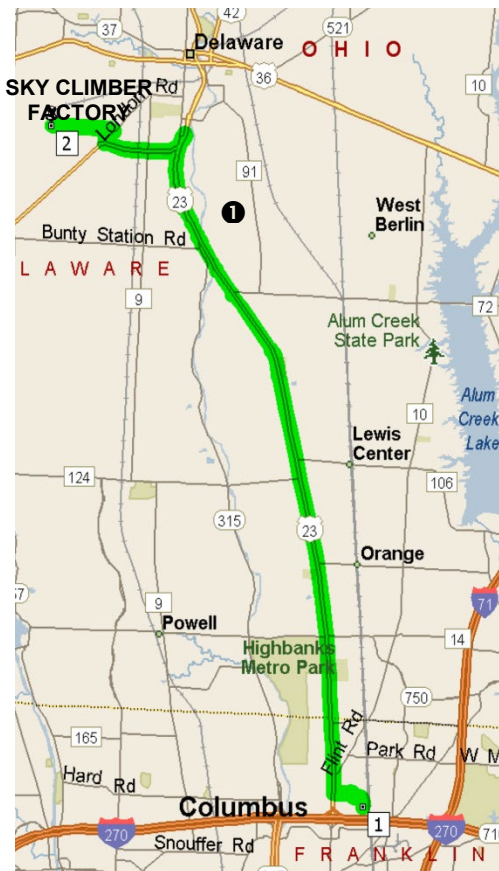 42
37
521
Delaware
OHIO
36
10
SKY CLIMBER
FACTORY
London Rd
2
91
23
❶
West
Berlin
Bunty Station Rd
LAWARE
9
72
Alum Creek
State Park
Alum
Creek
Lake
10
Lewis
Center
124
106
315
23
Orange
71
9
Powell
14
Highbanks
Metro Park
750
Flint Rd
165
Park Rd
W M
Hard Rd
Columbus
1
270
270
710
Snouffer Rd
FRANKLIN